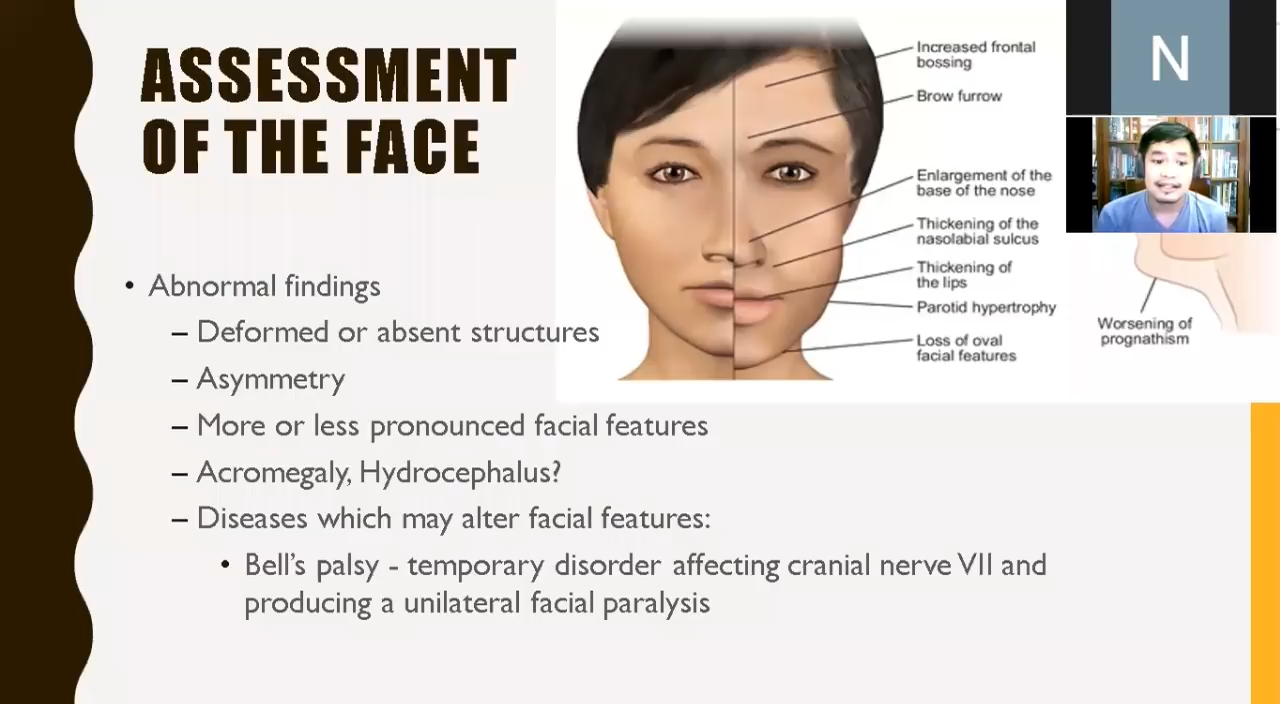 ASSESSMENT
OF THE FACE
• Abnormal findings
– Deformed or absent structures
– Asymmetry
– More or less pronounced facial features
– Acromegaly, Hydrocephalus?
– Diseases which may alter facial features:
• Bell’s palsy - temporary disorder affecting cranial nerve VII and
producing a unilateral facial paralysis
Increased frontal
bossing
Brow furrow
Enlargement of the
base of the nose
Thickening of the
nasolabial sulcus
Thickening of
the lips
Parotid hypertrophy
Loss of oval
facial features
N
Worsening of
prognathism